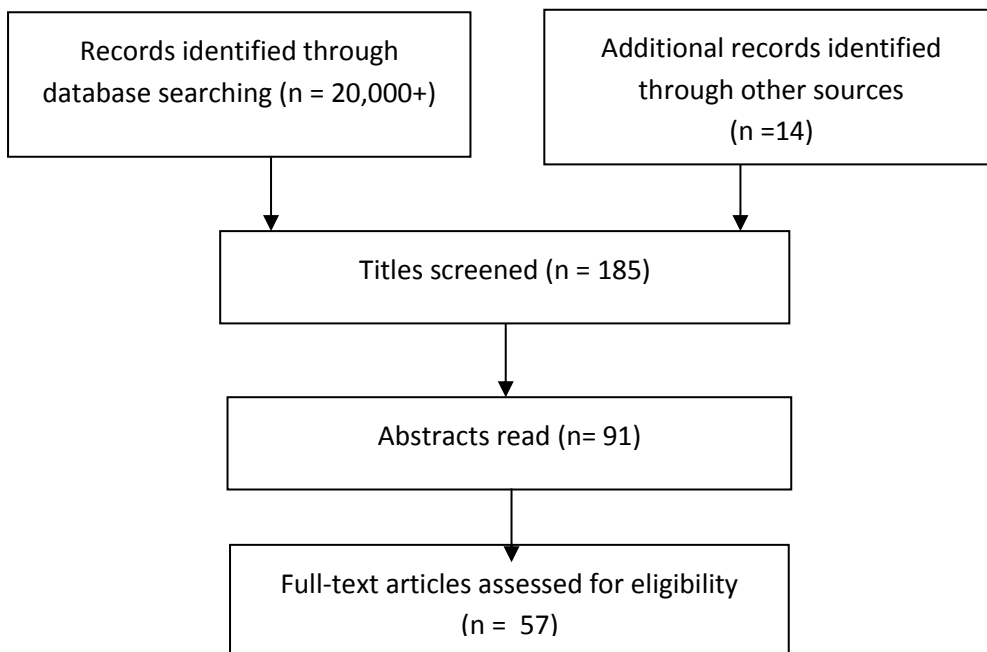 Records identified through
database searching (n = 20,000+)
Additional records identified
through other sources
(n =14)
Titles screened (n = 185)
Abstracts read (n= 91)
Full-text articles assessed for eligibility
(n =  57)